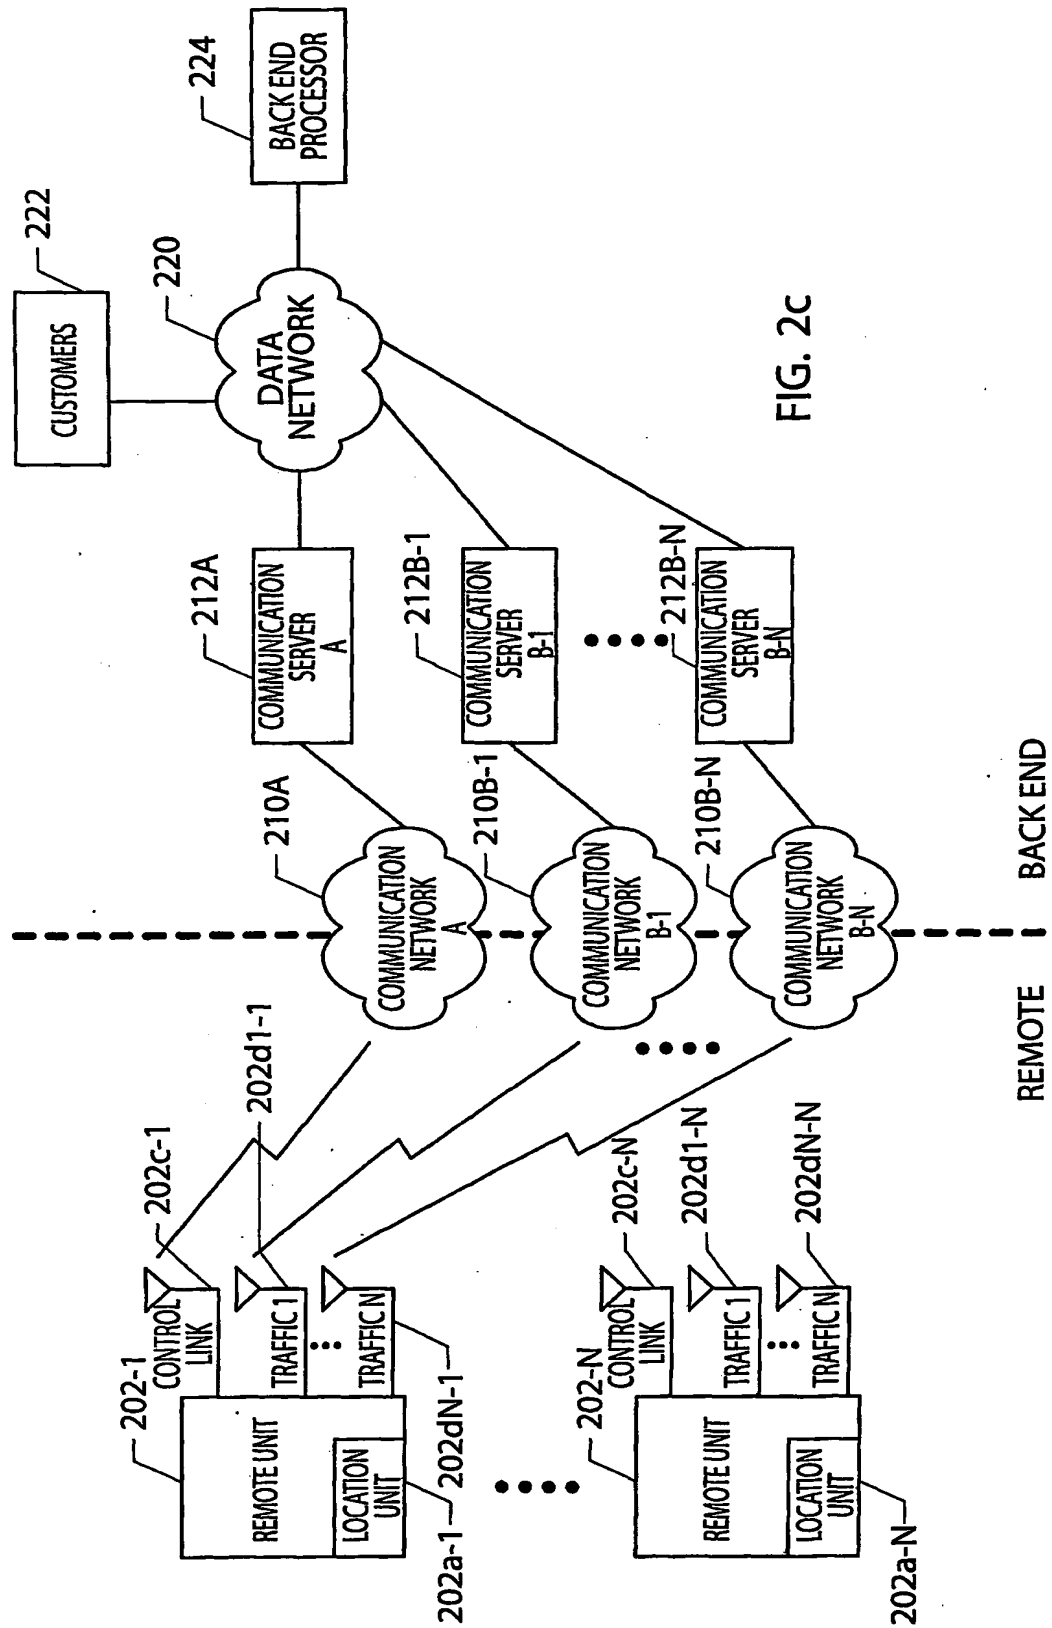 222
CUSTOMERS
224
BACK END
PROCESSOR
220
DATA
NETWORK
212A
COMMUNICATION
SERVER
A
212B-1
COMMUNICATION
SERVER
B-1
212B-N
COMMUNICATION
SERVER
B-N
210A
COMMUNICATION
NETWORK
A
210B-1
COMMUNICATION
NETWORK
B-1
210B-N
COMMUNICATION
NETWORK
B-N
202-1
CONTROL
LINK
202c-1
202d1-1
TRAFFIC 1
TRAFFIC N
202dN-1
REMOTE UNIT
LOCATION
UNIT
202a-1
202-N
CONTROL
LINK
202c-N
TRAFFIC 1
202d1-N
TRAFFIC N
202dN-N
REMOTE UNIT
LOCATION
UNIT
202a-N
REMOTE
BACK END
FIG. 2c